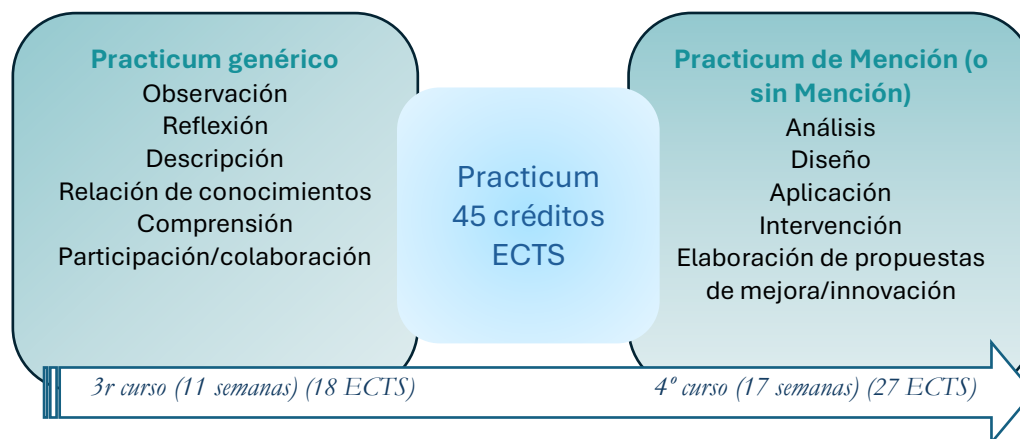 Practicum genérico
Observación
Reflexión
Descripción
Relación de conocimientos
Comprensión
Participación/colaboración
Practicum
45 créditos
ECTS
Practicum de Mención (o
sin Mención)
Análisis
Diseño
Aplicación
Intervención
Elaboración de propuestas
de mejora/innovación
3r curso (11 semanas) (18 ECTS)
4º curso (17 semanas) (27 ECTS)